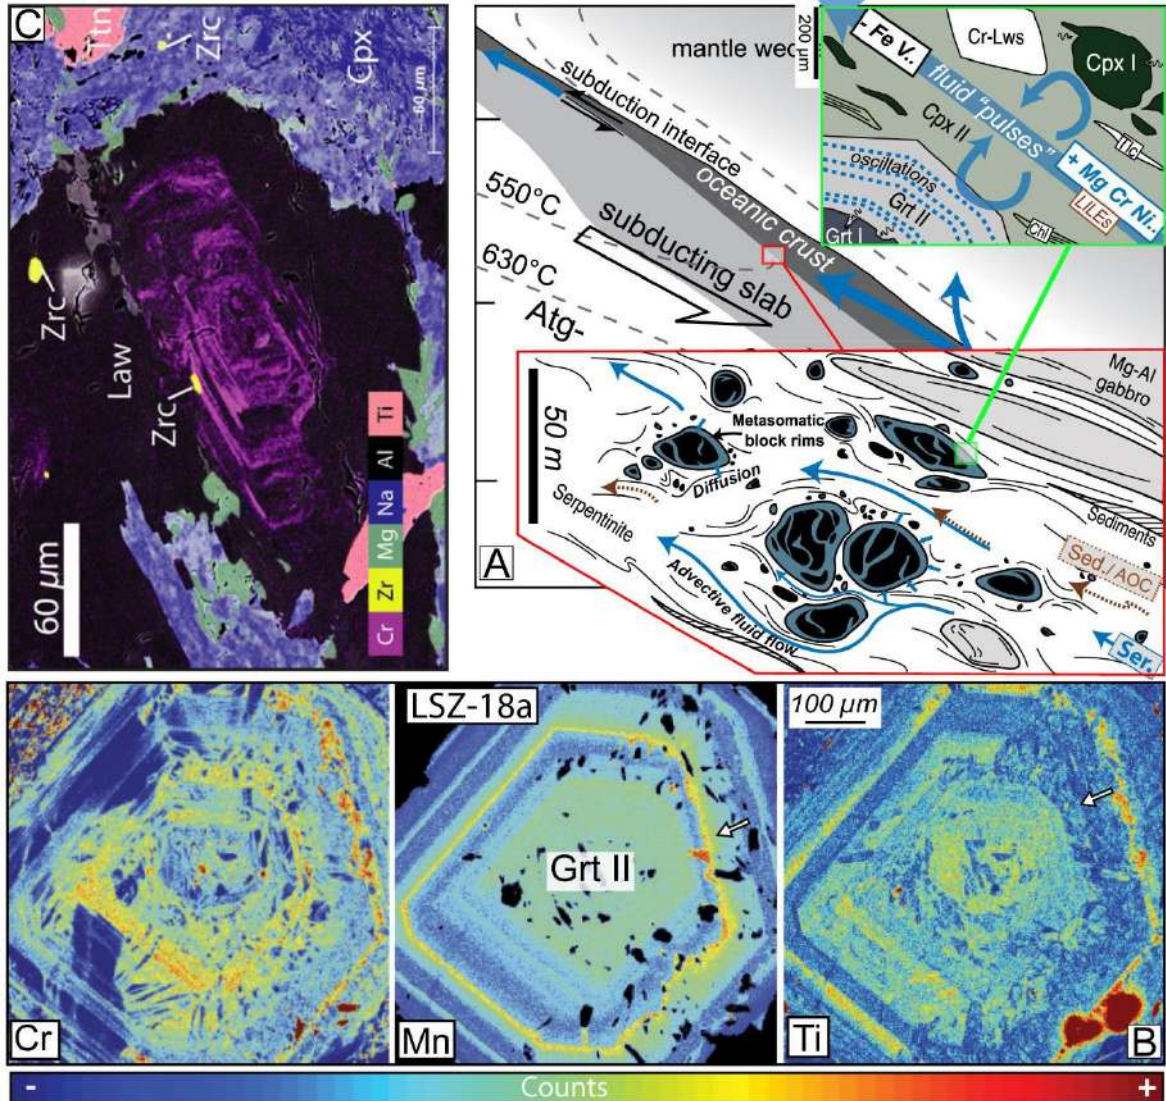 C
Ttn
Zrc
Cpx
60 µm
Zrc
Law
Zrc
Cr Zr Mg Na Al Ti
60 µm
mantle
200 µm
subduction interface
oceanic crust
550°C
subducting slab
630°C
Atg-
- Fe V..
Cr-Lws
Cpx I
fluid "pulses"
Cpx II
Tlc
oscillations
+ Mg Cr Ni..
Grt II
LILEs
Grt I
Chl
Mg-Al
gabbro
50 m
Metasomatic
block rims
Diffusion
Serpentinite
Sediments
A
Sed./ AOC
Advective fluid flow
Ser.
LSZ-18a
100 µm
Grt II
Cr
Mn
Ti
B
- Counts +